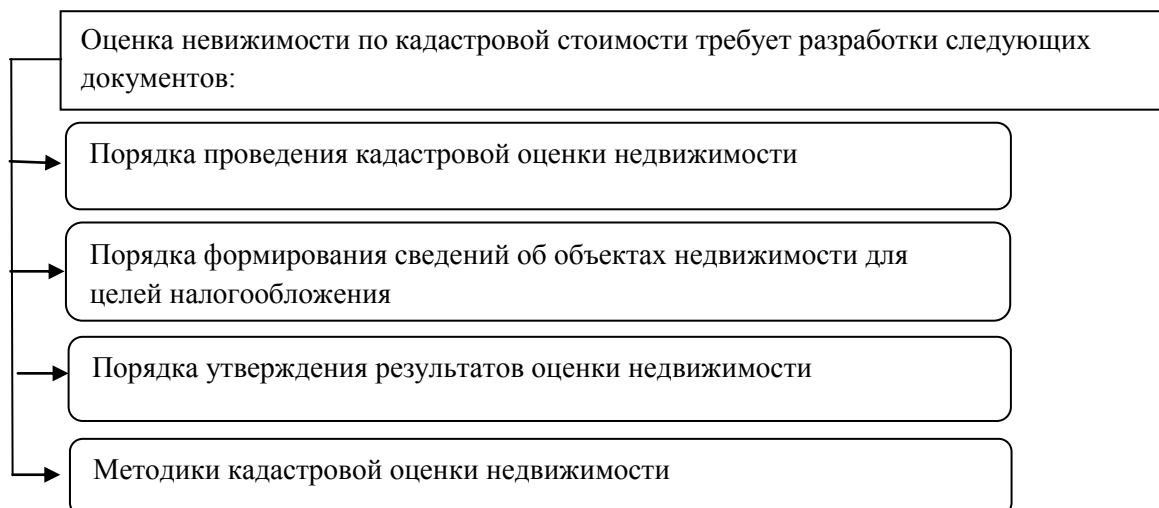 Оценка невижимости по кадастровой стоимости требует разработки следующих
документов:
Порядка проведения кадастровой оценки недвижимости
Порядка формирования сведений об объектах недвижимости для
целей налогообложения
Порядка утверждения результатов оценки недвижимости
Методики кадастровой оценки недвижимости